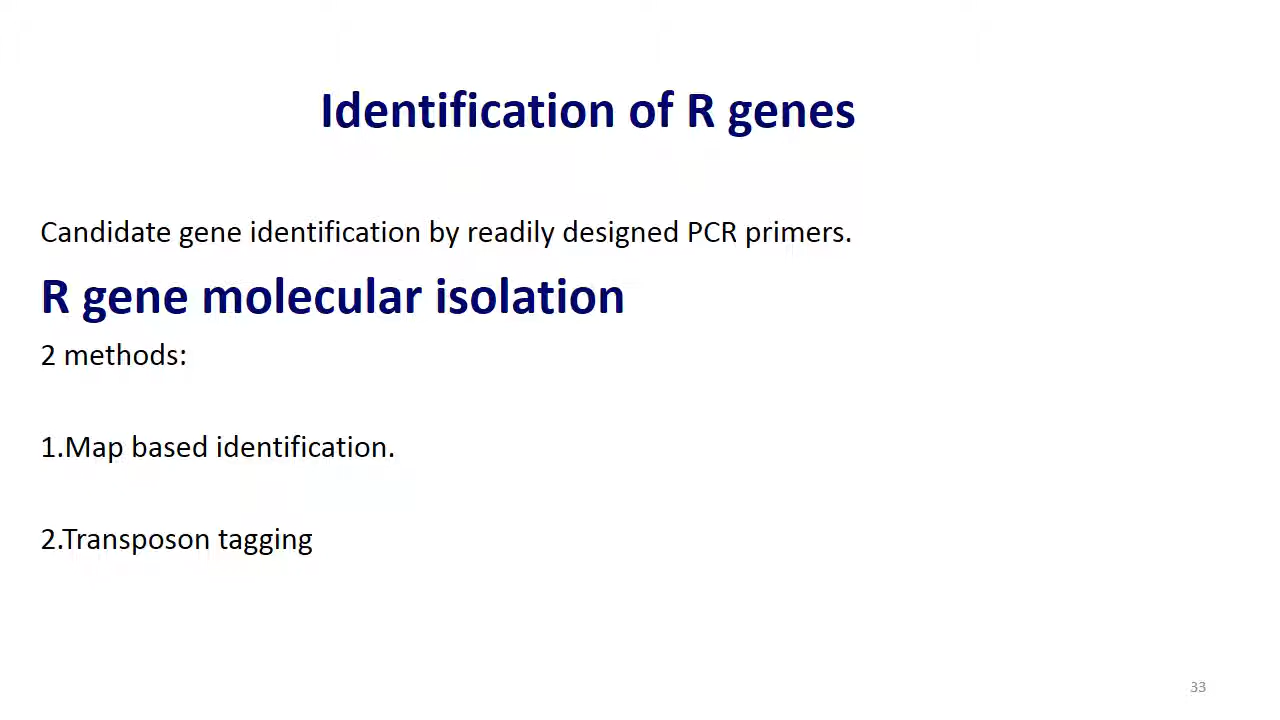 Identification of R genes
Candidate gene identification by readily designed PCR primers.
R gene molecular isolation
2 methods:
1.Map based identification.
2.Transposon tagging
33